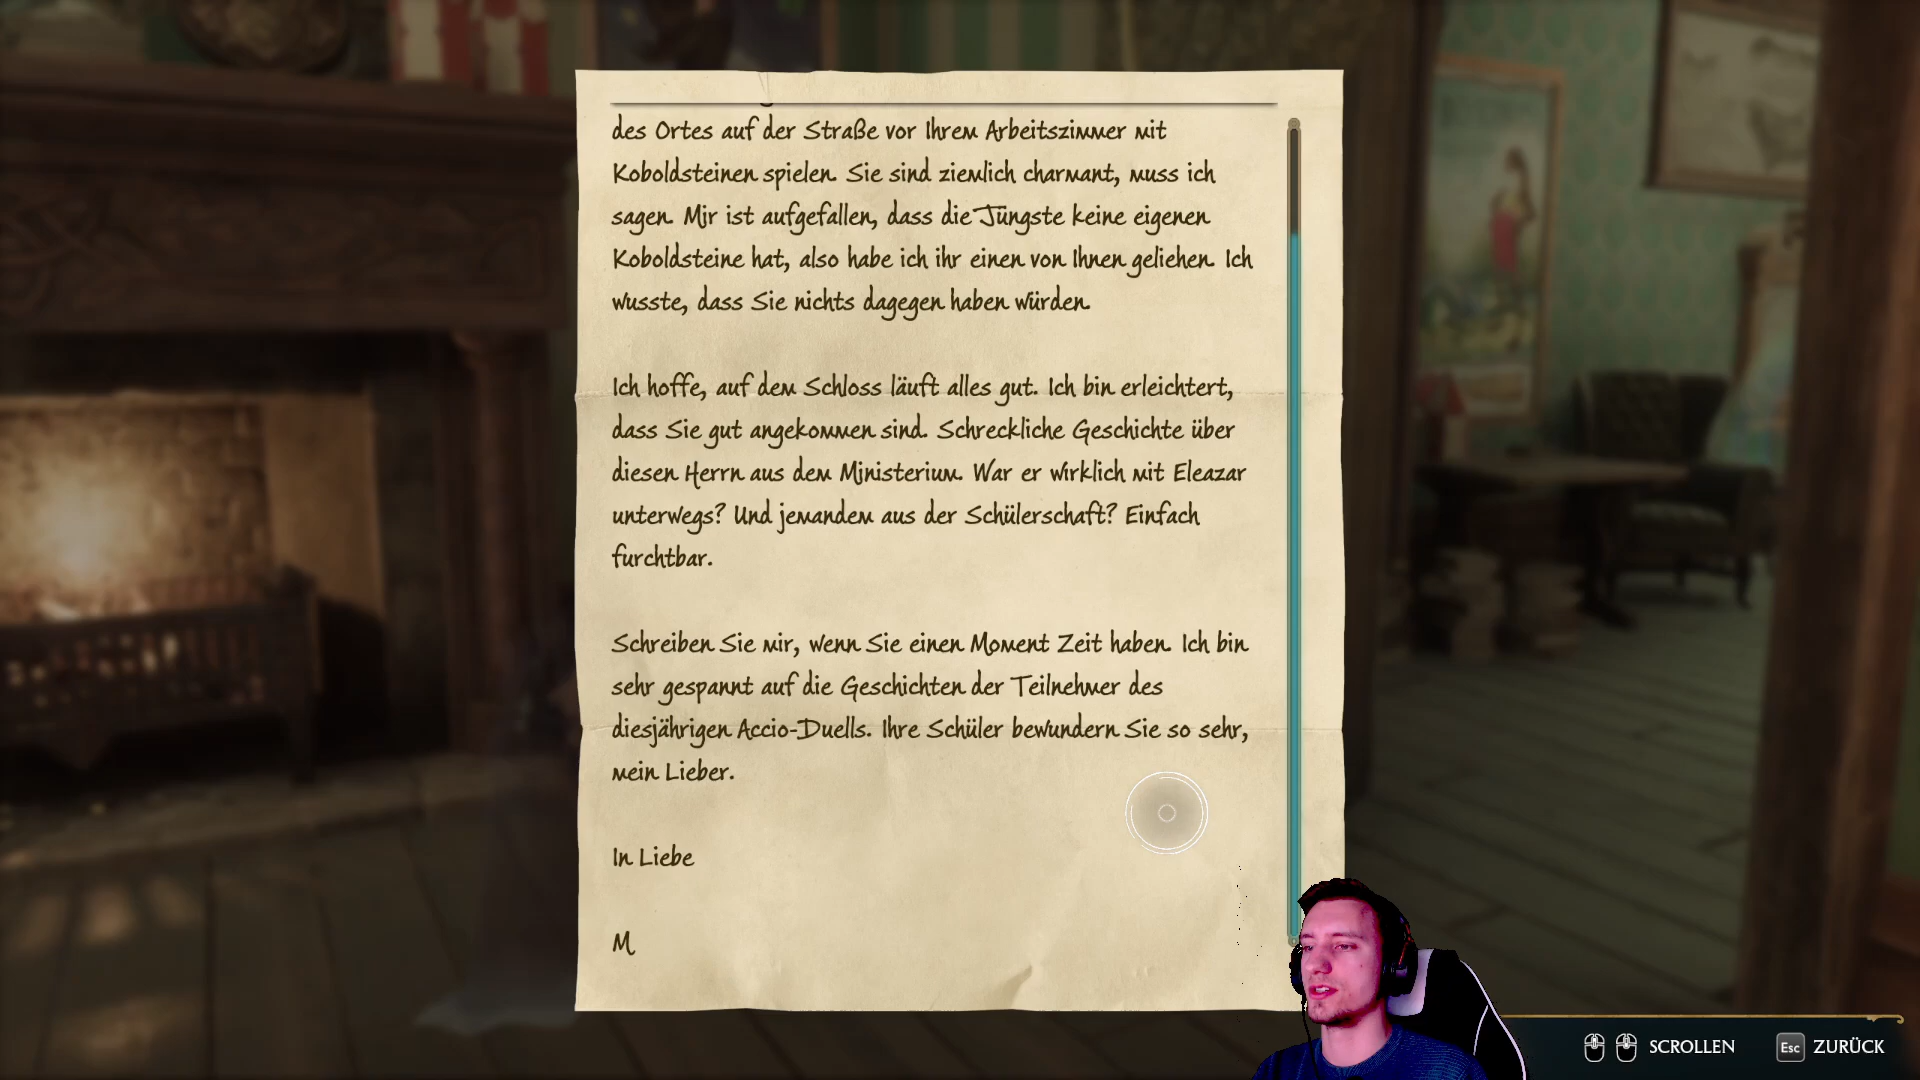 des Ortes auf der Straße vor Ihrem Arbeitszimmer mit
Koboldsteinen spielen. Sie sind ziemlich charmant, muss ich
sagen. Mir ist aufgefallen, dass die Jüngste keine eigenen
Koboldsteine hat, also habe ich ihr einen von Ihnen geliehen. Ich
wusste, dass Sie nichts dagegen haben würden.
Ich hoffe, auf dem Schloss läuft alles gut. Ich bin erleichtert,
dass Sie gut angekommen sind. Schreckliche Geschichte über
diesen Herrn aus dem Ministerium. War er wirklich mit Eleazar
unterwegs? Und jemandem aus der Schülerschaft? Einfach
furchtbar.
Schreiben Sie mir, wenn Sie einen Moment Zeit haben. Ich bin
sehr gespannt auf die Geschichten der Teilnehmer des
diesjährigen Accio-Duells. Ihre Schüler bewundern Sie so sehr,
mein Lieber.
In Liebe
M
SCROLLEN
Esc ZURÜCK